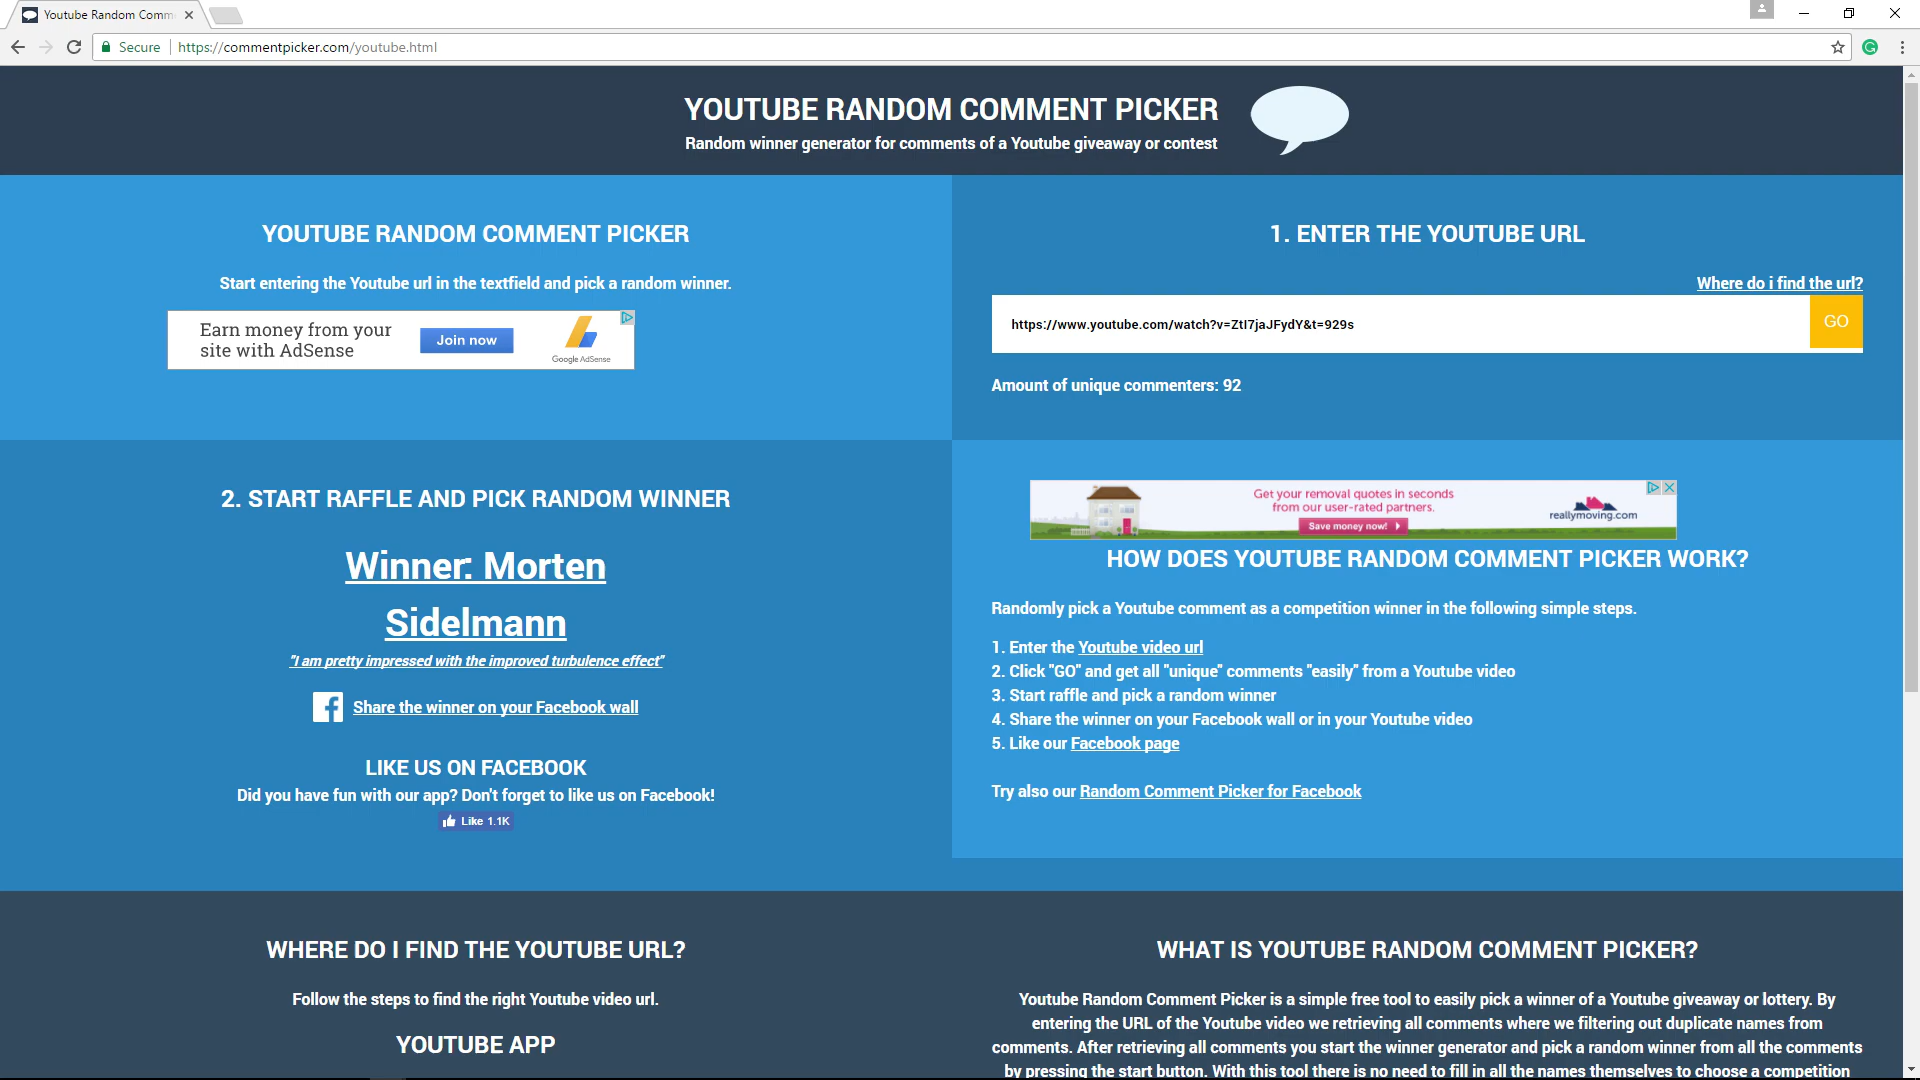 Youtube Random Comm
Secure
https://commentpicker.com/youtube.html
YOUTUBE RANDOM COMMENT PICKER
Random winner generator for comments of a Youtube giveaway or contest
YOUTUBE RANDOM COMMENT PICKER
Start entering the Youtube url in the textfield and pick a random winner.
Earn money from your
site with AdSense
Join now
Google AdSense
1. ENTER THE YOUTUBE URL
Where do i find the url?
https://www.youtube.com/watch?v=ZtI7jaJFydY&t=929s
GO
Amount of unique commenters: 92
2. START RAFFLE AND PICK RANDOM WINNER
Winner: Morten
Sidelmann
"I am pretty impressed with the improved turbulence effect"
Share the winner on your Facebook wall
LIKE US ON FACEBOOK
Did you have fun with our app? Don't forget to like us on Facebook!
Like 1.1K
Get your removal quotes in seconds
from our user-rated partners.
Save money now!
reallymoving.com
HOW DOES YOUTUBE RANDOM COMMENT PICKER WORK?
Randomly pick a Youtube comment as a competition winner in the following simple steps.
1. Enter the Youtube video url
2. Click "GO" and get all "unique" comments "easily" from a Youtube video
3. Start raffle and pick a random winner
4. Share the winner on your Facebook wall or in your Youtube video
5. Like our Facebook page
Try also our Random Comment Picker for Facebook
WHERE DO I FIND THE YOUTUBE URL?
Follow the steps to find the right Youtube video url.
YOUTUBE APP
WHAT IS YOUTUBE RANDOM COMMENT PICKER?
Youtube Random Comment Picker is a simple free tool to easily pick a winner of a Youtube giveaway or lottery. By
entering the URL of the Youtube video we retrieving all comments where we filtering out duplicate names from
comments. After retrieving all comments you start the winner generator and pick a random winner from all the comments
by pressing the start button. With this tool there is no need to fill in all the names themselves to choose a competition